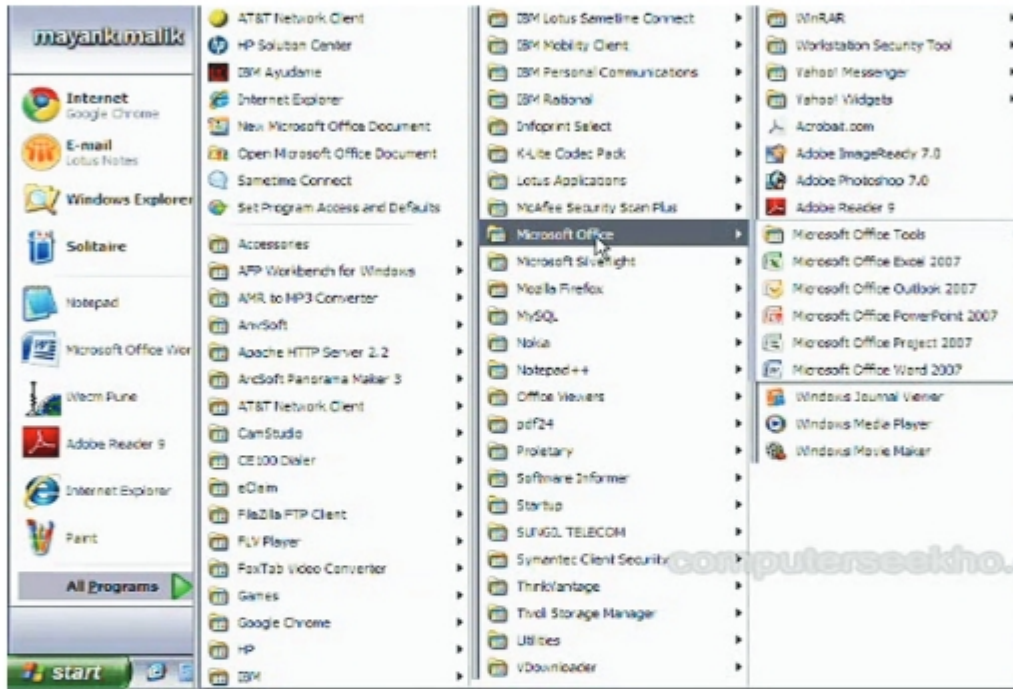 mayank.malik
Internet
Google Chrome
E-mail
Lotus Notes
Windows Explorer
Solitaire
Notepad
Microsoft Office Wor
Wecm Pune
Adobe Reader 9
Internet Explorer
Paint
All Programs
start
AT&T Network Client
HP Solution Center
IBM Ayudame
Internet Explorer
New Microsoft Office Document
Open Microsoft Office Document
Sametime Connect
Set Program Access and Defaults
Accessories
AFP Workbench for Windows
AMR to MP3 Converter
AnvSoft
Apache HTTP Server 2.2
ArcSoft Panorama Maker 3
AT&T Network Client
CamStudio
CE100 Dialer
eClaim
FileZilla FTP Client
FLV Player
FoxTab Video Converter
Games
Google Chrome
HP
IBM
IBM Lotus Sametime Connect
IBM Mobility Client
IBM Personal Communications
IBM Rational
Infoprint Select
K-Lite Codec Pack
Lotus Applications
McAfee Security Scan Plus
Microsoft Office
Microsoft Silverlight
Mozilla Firefox
MySQL
Nokia
Notepad++
Office Viewers
pdf24
Proletary
Software Informer
Startup
SUNGIL TELECOM
Symantec Client Security
ThinkVantage
Tivoli Storage Manager
Utilities
VDownloader
WinRAR
Workstation Security Tool
Yahoo! Messenger
Yahoo! Widgets
Acrobat.com
Adobe ImageReady 7.0
Adobe Photoshop 7.0
Adobe Reader 9
Microsoft Office Tools
Microsoft Office Excel 2007
Microsoft Office Outlook 2007
Microsoft Office PowerPoint 2007
Microsoft Office Project 2007
Microsoft Office Word 2007
Windows Journal Viewer
Windows Media Player
Windows Movie Maker
computerseekho.